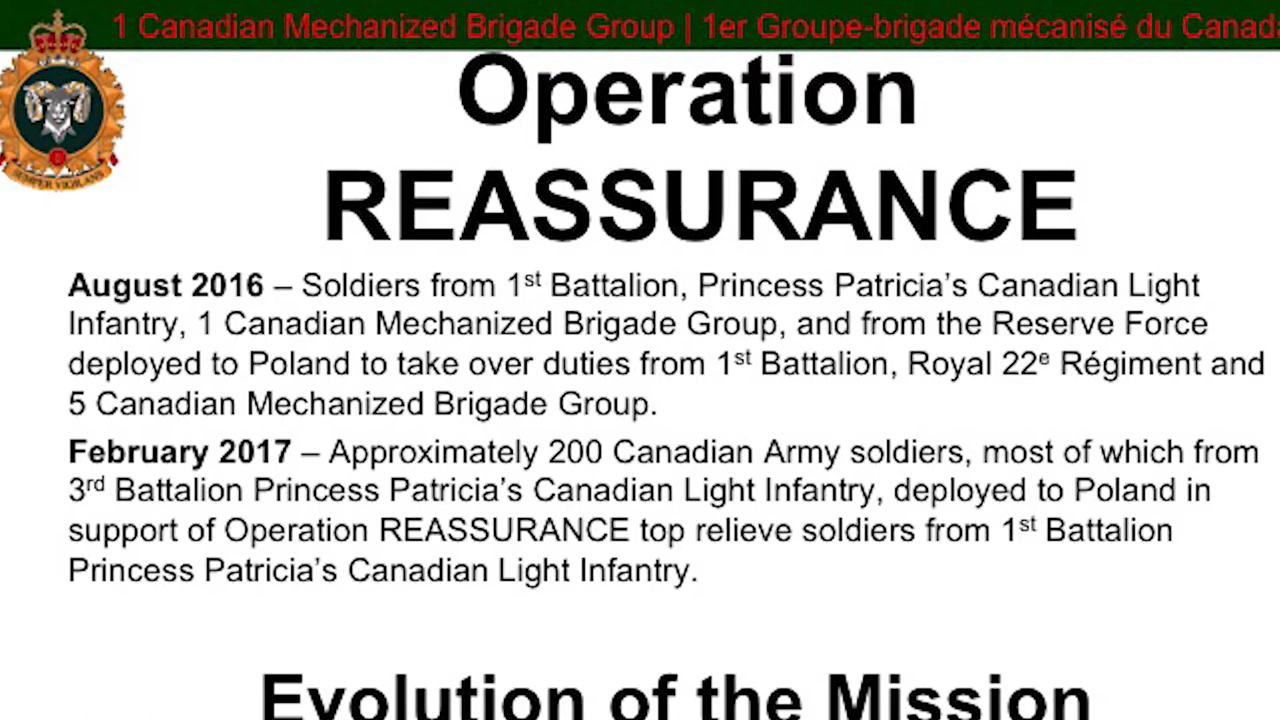 1 Canadian Mechanized Brigade Group | 1er Groupe-brigade mécanisé du Canad
Operation
REASSURANCE
SEMPER VIGILANS
August 2016 – Soldiers from 1st Battalion, Princess Patricia’s Canadian Light
Infantry, 1 Canadian Mechanized Brigade Group, and from the Reserve Force
deployed to Poland to take over duties from 1st Battalion, Royal 22e Régiment and
5 Canadian Mechanized Brigade Group.
February 2017 – Approximately 200 Canadian Army soldiers, most of which from
3rd Battalion Princess Patricia’s Canadian Light Infantry, deployed to Poland in
support of Operation REASSURANCE top relieve soldiers from 1st Battalion
Princess Patricia’s Canadian Light Infantry.
Evolution of the Mission